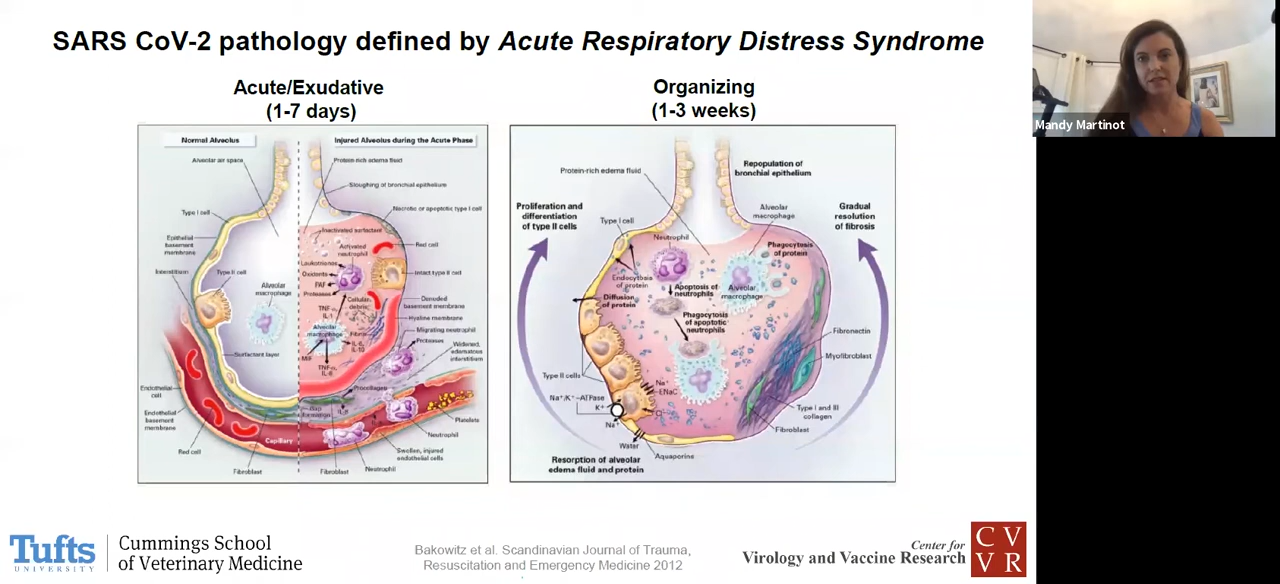 SARS CoV-2 pathology defined by Acute Respiratory Distress Syndrome
Acute/Exudative
(1-7 days)
Normal Alveolus
Injured Alveolus during the Acute Phase
Alveolar air space
Protein-rich edema fluid
Sloughing of bronchial epithelium
Necrotic or apoptotic type I cell
Type I cell
Inactivated surfactant
Red cell
Activated
neutrophil
Epithelial
basement
membrane
Leukotrienes
Oxidants
PAF
Proteases
Intact type II cell
Interstitium
Type II cell
Alveolar
macrophage
Cellular
debris
Denuded
basement membrane
TNF-α,
IL-1
Hyaline membrane
Alveolar
macrophage
Fibrin
Migrating neutrophil
Proteases
IL-6,
IL-10
Widened,
edematous
interstitium
MIF
TNF-α,
IL-8
Surfactant layer
Procollagen
Gap
formation
IL-8
Endothelial
cell
Endothelial
basement
membrane
Platelets
Capillary
Neutrophil
Red cell
Swollen, injured
endothelial cells
Fibroblast
Fibroblast
Neutrophil
Organizing
(1-3 weeks)
Protein-rich edema fluid
Repopulation of
bronchial epithelium
Proliferation and
differentiation
of type II cells
Type I cell
Alveolar
macrophage
Gradual
resolution
of fibrosis
Neutrophil
Phagocytosis
of protein
Endocytosis
of protein
Apoptosis of
neutrophils
Alveolar
macrophage
Diffusion
of protein
Phagocytosis
of apoptotic
neutrophils
Fibronectin
Myofibroblast
Type II cells
Na+
ENaC
Na+/K+–ATPase
K+
Cl-
Na+
Type I and III
collagen
Fibroblast
Water
Aquaporins
Resorption of alveolar
edema fluid and protein
Mandy Martinot
Tufts
UNIVERSITY
Cummings School
of Veterinary Medicine
Bakowitz et al. Scandinavian Journal of Trauma,
Resuscitation and Emergency Medicine 2012
Center for
Virology and Vaccine Research
C V
V R